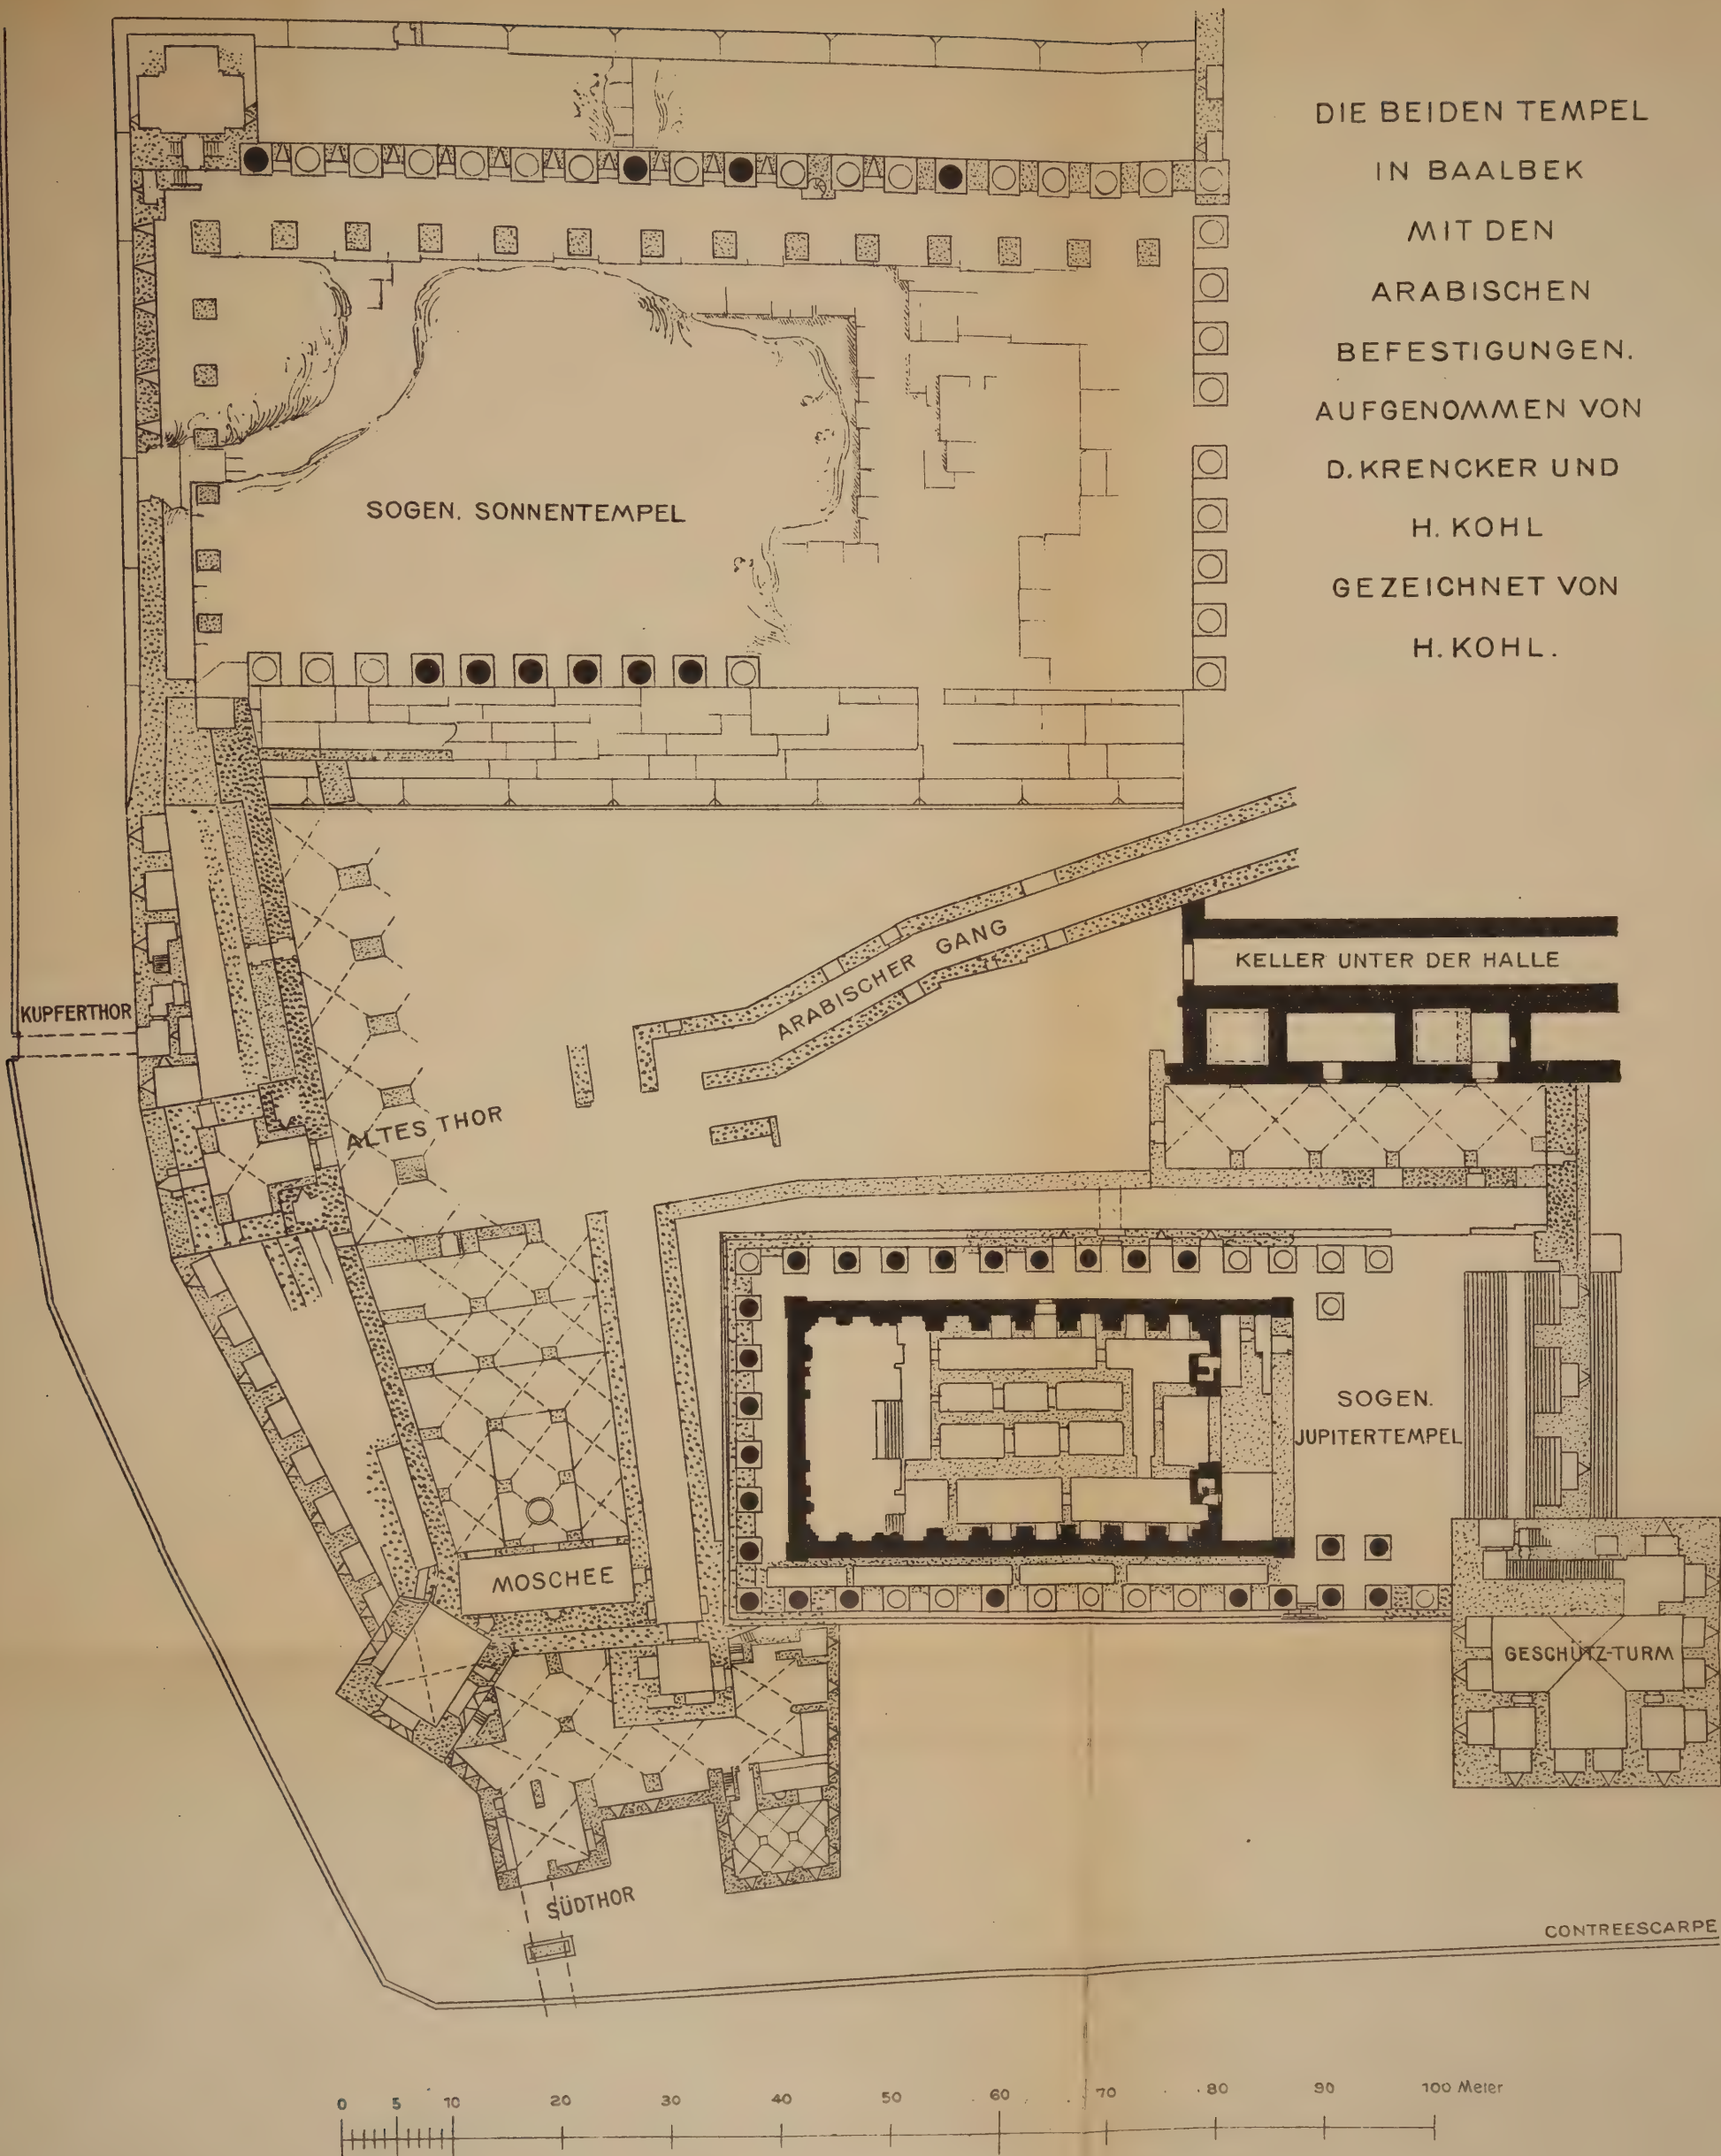 DIE BEIDEN TEMPEL
IN BAALBEK
MIT DEN
ARABISCHEN
BEFESTIGUNGEN.
AUFGENOMMEN VON
D. KRENCKER UND
H. KOHL
GEZEICHNET VON
H. KOHL.
SOGEN. SONNENTEMPEL
ARABISCHER GANG
KELLER UNTER DER HALLE
KUPFERTHOR
ALTES THOR
SOGEN.
JUPITERTEMPEL
MOSCHEE
GESCHÜTZ-TURM
SÜDTHOR
CONTREESCARPE
0 5 10 20 30 40 50 60 70 80 90 100 Meter